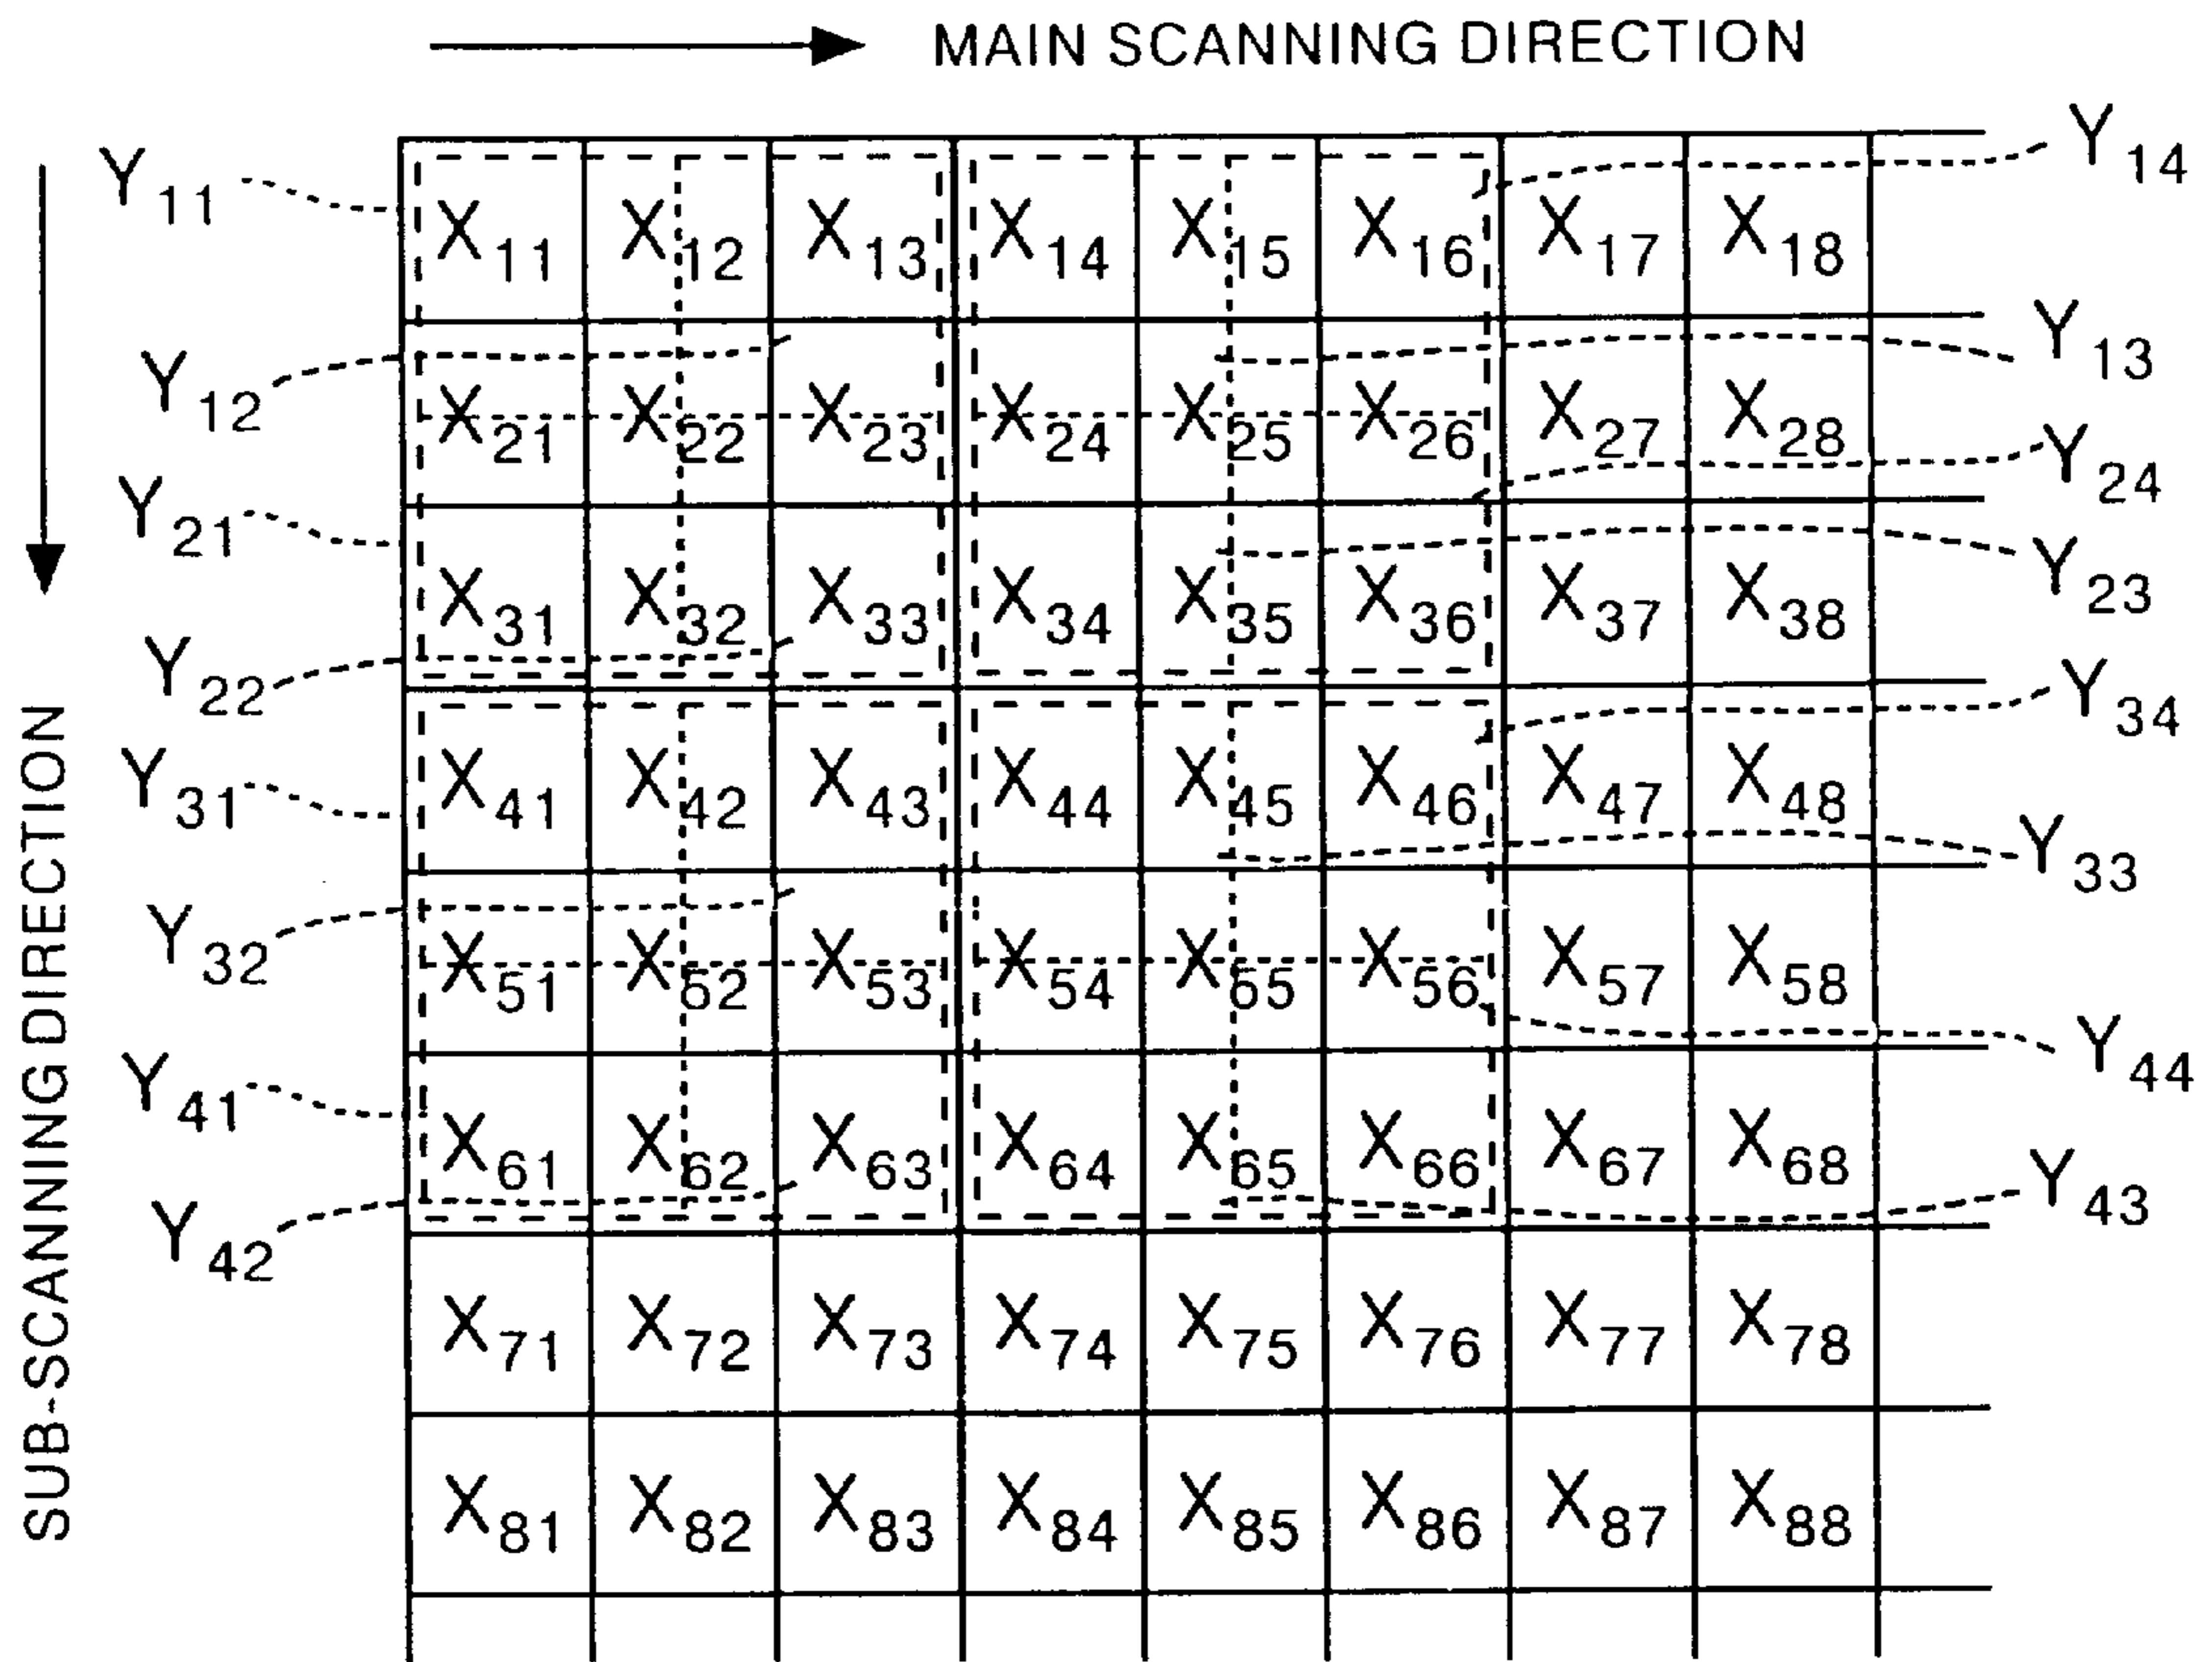 MAIN SCANNING DIRECTION
SUB-SCANNING DIRECTION
Y11 X11 X12 X13 X14 X15 X16 X17 X18 Y14
Y13
Y12 X21 X22 X23 X24 X25 X26 X27 X28
Y24
Y21
Y23
X31 X32 X33 X34 X35 X36 X37 X38
Y22
Y34
Y31 X41 X42 X43 X44 X45 X46 X47 X48
Y33
Y32 X51 X52 X53 X54 X55 X56 X57 X58
Y44
Y41
X61 X62 X63 X64 X65 X66 X67 X68
Y43
Y42
X71 X72 X73 X74 X75 X76 X77 X78
X81 X82 X83 X84 X85 X86 X87 X88